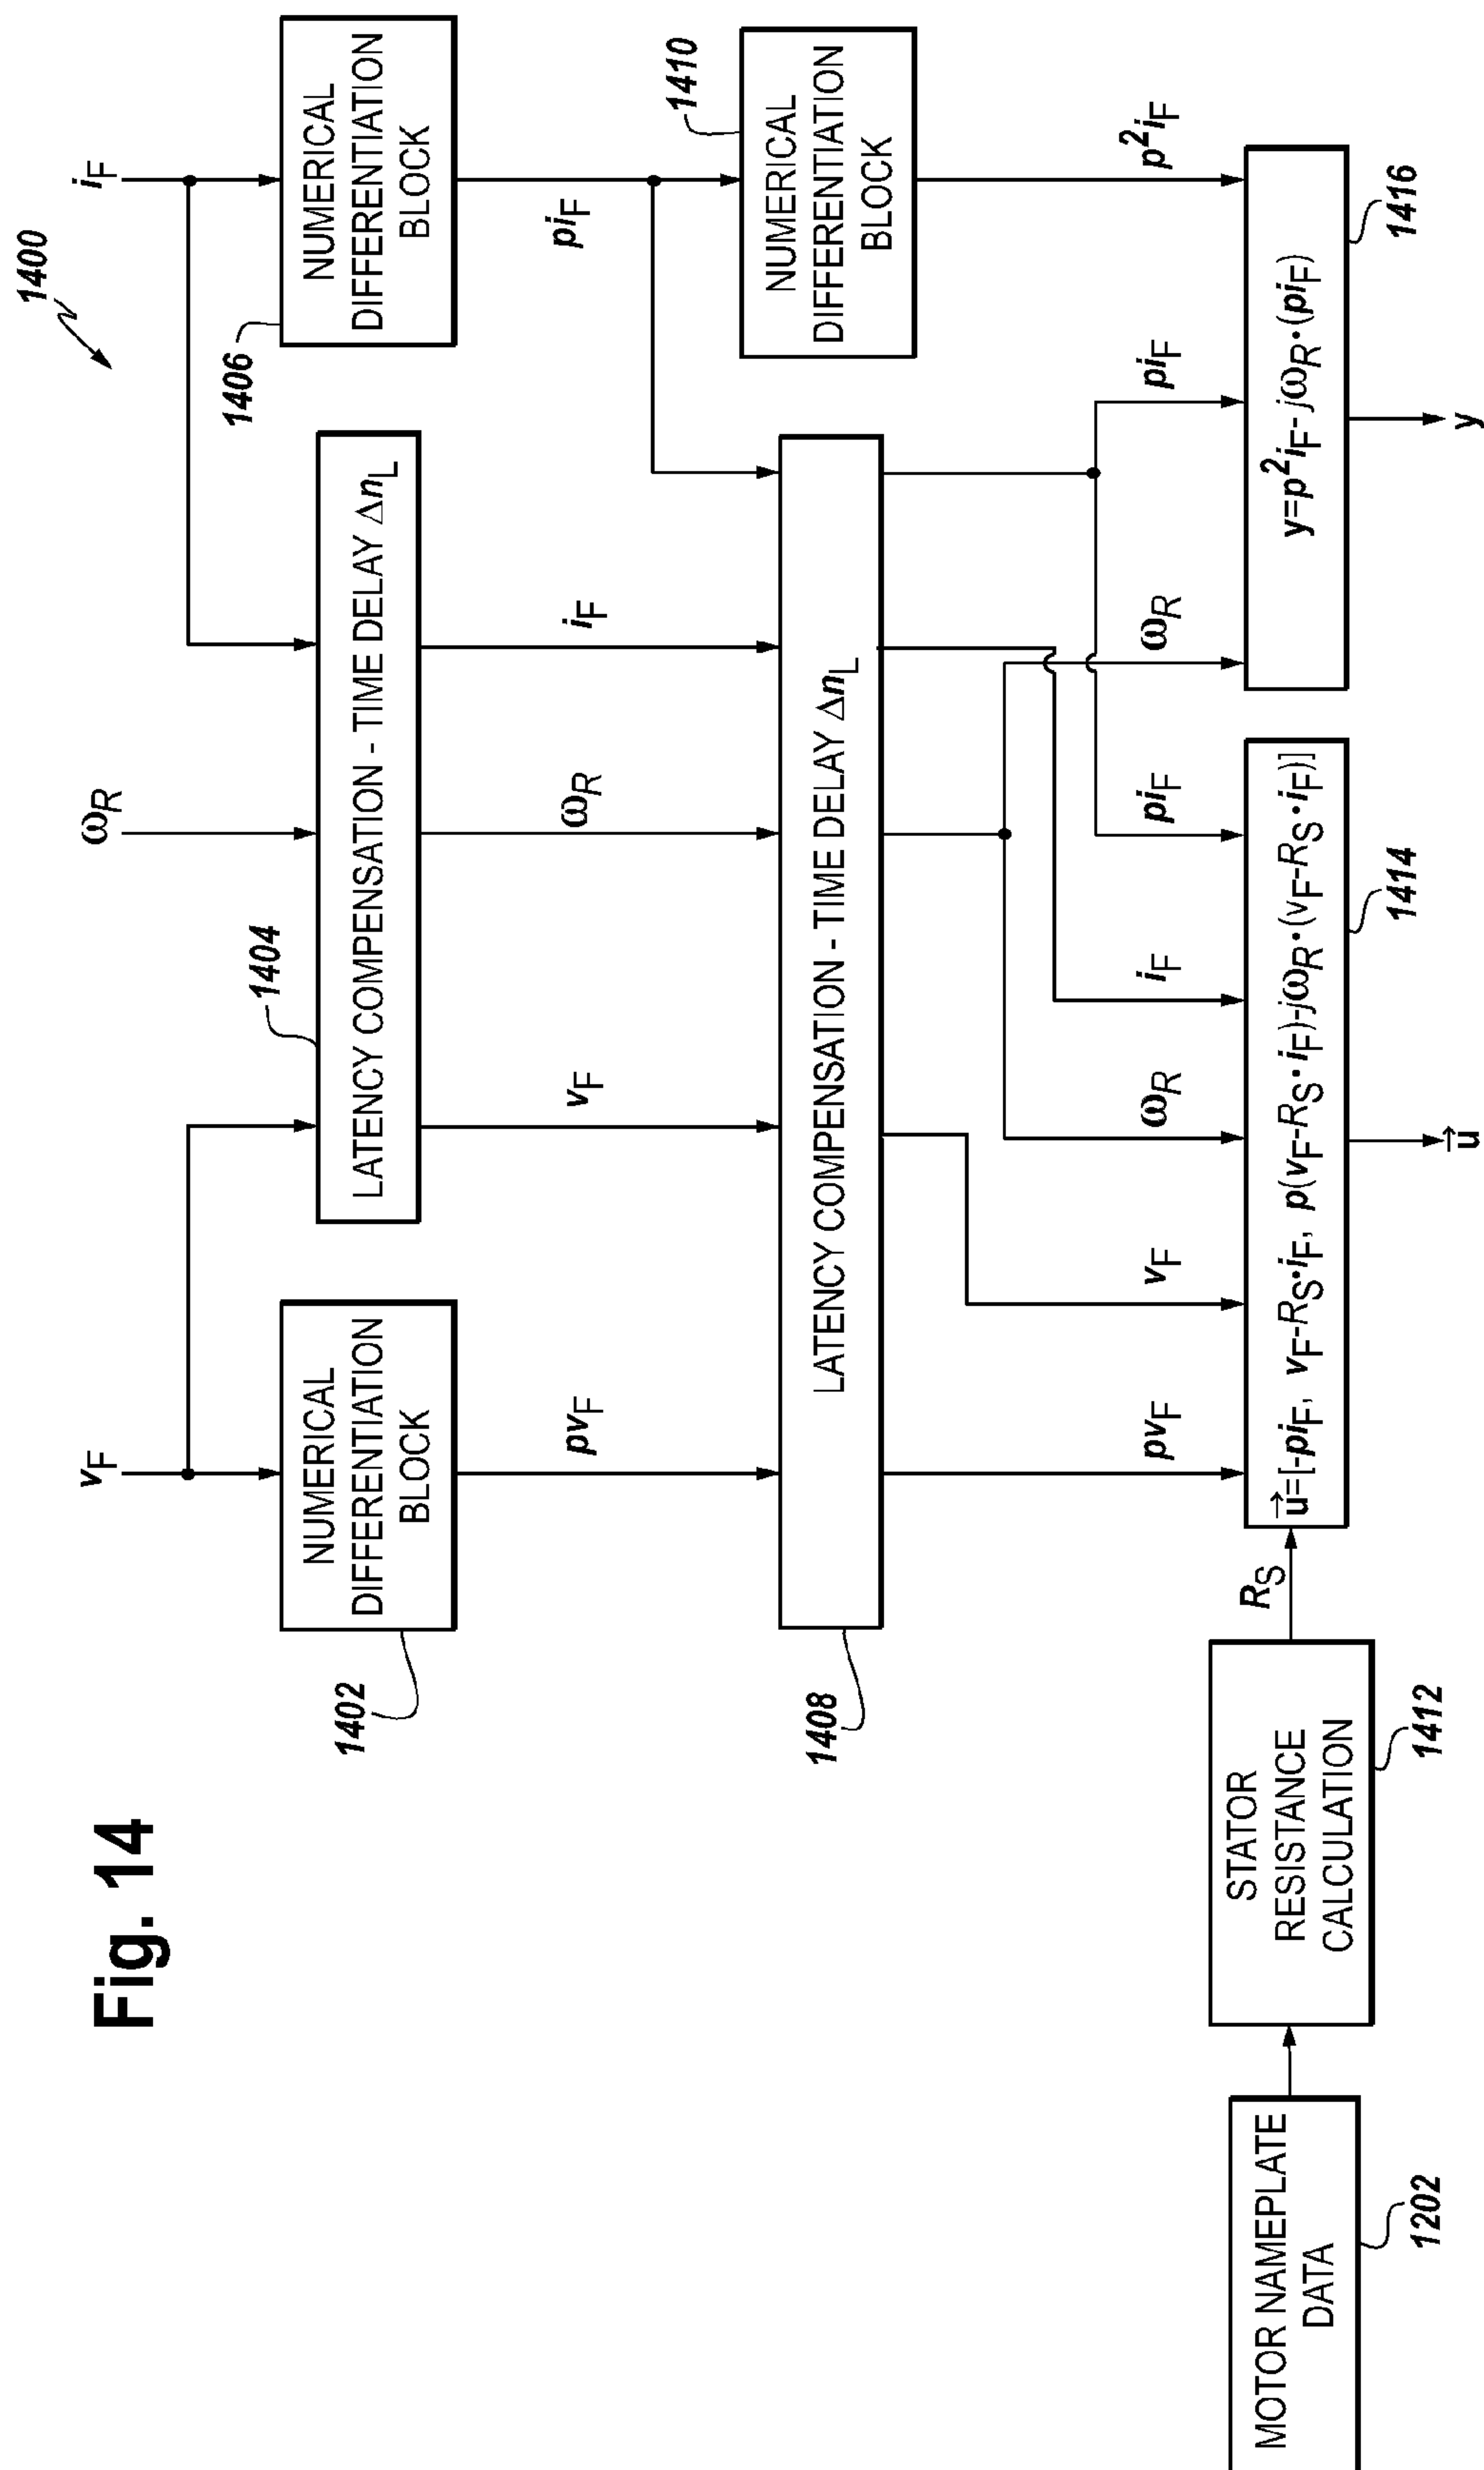 Fig. 14
1400
v_F
ω_R
i_F
1402
NUMERICAL
DIFFERENTIATION
BLOCK
1404
LATENCY COMPENSATION - TIME DELAY Δn_L
1406
NUMERICAL
DIFFERENTIATION
BLOCK
pv_F
v_F
ω_R
i_F
pi_F
1408
LATENCY COMPENSATION - TIME DELAY Δn_L
1410
NUMERICAL
DIFFERENTIATION
BLOCK
pv_F
v_F
ω_R
i_F
pi_F
ω_R
pi_F
p²i_F
MOTOR NAMEPLATE
DATA
1202
STATOR
RESISTANCE
CALCULATION
1412
R_S
u⃗=[-pi_F, v_F-R_S•i_F, p(v_F-R_S•i_F)-jω_R•(v_F-R_S•i_F)]
1414
y=p²i_F-jω_R•(pi_F)
1416
u⃗
y